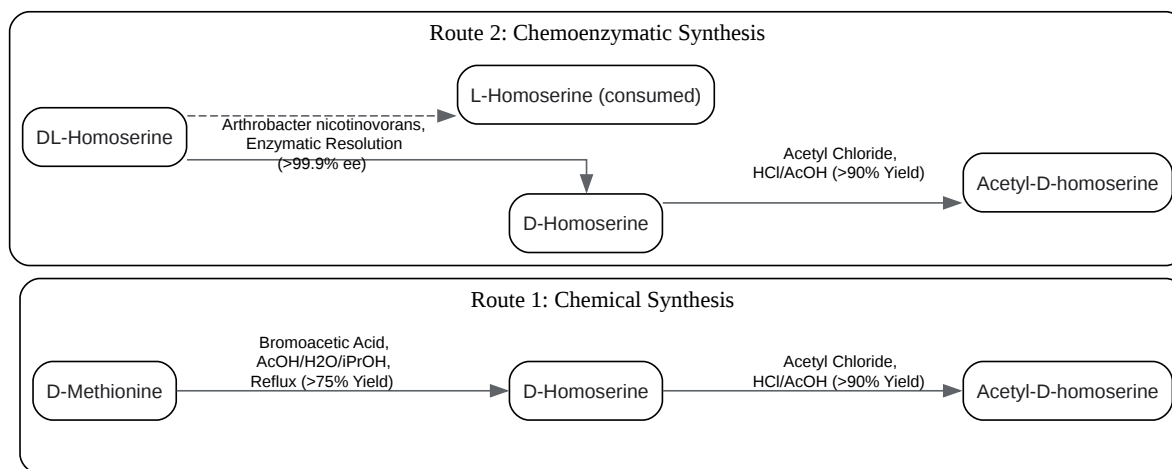 Route 2: Chemoenzymatic Synthesis
L-Homoserine (consumed)
DL-Homoserine
Arthrobacter nicotinovorans,
Enzymatic Resolution
(>99.9% ee)
D-Homoserine
Acetyl Chloride,
HCl/AcOH (>90% Yield)
Acetyl-D-homoserine
Route 1: Chemical Synthesis
D-Methionine
Bromoacetic Acid,
AcOH/H2O/iPrOH,
Reflux (>75% Yield)
D-Homoserine
Acetyl Chloride,
HCl/AcOH (>90% Yield)
Acetyl-D-homoserine